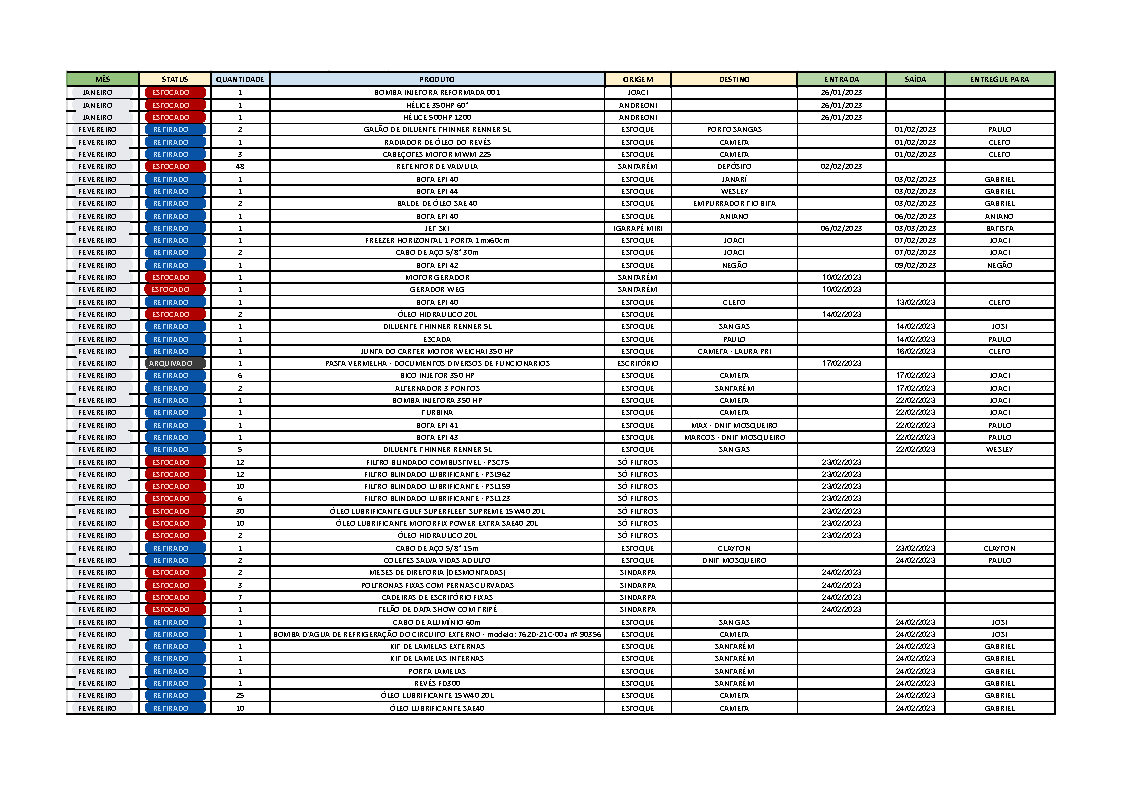 MÊS STATUS QUANTIDADE PRODUTO ORIGEM DESTINO ENTRADA SAÍDA ENTREGUE PARA
JANEIRO ESTOCADO 1 BOMBA INJETORA REFORMADA 001 JOACI 26/01/2023
JANEIRO ESTOCADO 1 HÉLICE 350HP 60" ANDREONI 26/01/2023
JANEIRO ESTOCADO 1 HÉLICE 500HP 1200 ANDREONI 26/01/2023
FEVEREIRO RETIRADO 2 GALÃO DE DILUENTE THINNER RENNER 5L ESTOQUE PORTO SANGAS 01/02/2023 PAULO
FEVEREIRO RETIRADO 1 RADIADOR DE ÓLEO DO REVÉS ESTOQUE CAMETA 01/02/2023 CLETO
FEVEREIRO RETIRADO 3 CABEÇOTES MOTOR MWM 225 ESTOQUE CAMETA 01/02/2023 CLETO
FEVEREIRO ESTOCADO 48 RETENTOR DE VALVULA SANTARÉM DEPÓSITO 02/02/2023
FEVEREIRO RETIRADO 1 BOTA EPI 40 ESTOQUE JANARÍ 03/02/2023 GABRIEL
FEVEREIRO RETIRADO 1 BOTA EPI 44 ESTOQUE WESLEY 03/02/2023 GABRIEL
FEVEREIRO RETIRADO 2 BALDE DE ÓLEO SAE 40 ESTOQUE EMPURRADOR TIO BITA 03/02/2023 GABRIEL
FEVEREIRO RETIRADO 1 BOTA EPI 40 ESTOQUE ANIANO 06/02/2023 ANIANO
FEVEREIRO RETIRADO 1 JET SKI IGARAPÉ MIRI 06/02/2023 03/03/2023 BATISTA
FEVEREIRO RETIRADO 1 FREEZER HORIZONTAL 1 PORTA 1mx60cm ESTOQUE JOACI 07/02/2023 JOACI
FEVEREIRO RETIRADO 2 CABO DE AÇO 5/8" 30m ESTOQUE JOACI 07/02/2023 JOACI
FEVEREIRO RETIRADO 1 BOTA EPI 42 ESTOQUE NEGÃO 09/02/2023 NEGÃO
FEVEREIRO ESTOCADO 1 MOTOR GERADOR SANTARÉM 10/02/2023
FEVEREIRO ESTOCADO 1 GERADOR WEG SANTARÉM 10/02/2023
FEVEREIRO RETIRADO 1 BOTA EPI 40 ESTOQUE CLETO 13/02/2023 CLETO
FEVEREIRO ESTOCADO 2 ÓLEO HIDRAULICO 20L ESTOQUE 14/02/2023
FEVEREIRO RETIRADO 1 DILUENTE THINNER RENNER 5L ESTOQUE SANGAS 14/02/2023 JOSI
FEVEREIRO RETIRADO 1 ESCADA ESTOQUE PAULO 14/02/2023 PAULO
FEVEREIRO RETIRADO 1 JUNTA DO CARTER MOTOR WEICHAI 350 HP ESTOQUE CAMETA - LAURA PRI 16/02/2023 CLETO
FEVEREIRO ARQUIVADO 1 PASTA VERMELHA - DOCUMENTOS DIVERSOS DE FUNCIONARIOS ESCRITÓRIO 17/02/2023
FEVEREIRO RETIRADO 6 BICO INJETOR 350 HP ESTOQUE CAMETA 17/02/2023 JOACI
FEVEREIRO RETIRADO 2 ALTERNADOR 3 PONTOS ESTOQUE SANTARÉM 17/02/2023 JOACI
FEVEREIRO RETIRADO 1 BOMBA INJETORA 350 HP ESTOQUE CAMETA 22/02/2023 JOACI
FEVEREIRO RETIRADO 1 TURBINA ESTOQUE CAMETA 22/02/2023 JOACI
FEVEREIRO RETIRADO 1 BOTA EPI 41 ESTOQUE MAX - DNIT MOSQUEIRO 22/02/2023 PAULO
FEVEREIRO RETIRADO 1 BOTA EPI 43 ESTOQUE MARCOS - DNIT MOSQUEIRO 22/02/2023 PAULO
FEVEREIRO RETIRADO 5 DILUENTE THINNER RENNER 5L ESTOQUE SANGAS 22/02/2023 WESLEY
FEVEREIRO ESTOCADO 12 FILTRO BLINDADO COMBUSTIVEL - PSC75 SÓ FILTROS 23/02/2023
FEVEREIRO ESTOCADO 12 FILTRO BLINDADO LUBRIFICANTE - PSL962 SÓ FILTROS 23/02/2023
FEVEREIRO ESTOCADO 10 FILTRO BLINDADO LUBRIFICANTE - PSL159 SÓ FILTROS 23/02/2023
FEVEREIRO ESTOCADO 6 FILTRO BLINDADO LUBRIFICANTE - PSL123 SÓ FILTROS 23/02/2023
FEVEREIRO ESTOCADO 30 ÓLEO LUBRIFICANTE GULF SUPERFLEET SUPREME 15W40 20L SÓ FILTROS 23/02/2023
FEVEREIRO ESTOCADO 10 ÓLEO LUBRIFICANTE MOTORFIX POWER EXTRA SAE40 20L SÓ FILTROS 23/02/2023
FEVEREIRO ESTOCADO 2 ÓLEO HIDRAULICO 20L SÓ FILTROS 23/02/2023
FEVEREIRO RETIRADO 1 CABO DE AÇO 5/8" 15m ESTOQUE CLAYTON 23/02/2023 CLAYTON
FEVEREIRO RETIRADO 2 COLETES SALVA VIDAS ADULTO ESTOQUE DNIT MOSQUEIRO 24/02/2023 PAULO
FEVEREIRO ESTOCADO 2 MESES DE DIRETORIA (DESMONTADAS) SINDARPA 24/02/2023
FEVEREIRO ESTOCADO 3 POLTRONAS FIXAS COM PERNAS CURVADAS SINDARPA 24/02/2023
FEVEREIRO ESTOCADO 7 CADEIRAS DE ESCRITÓRIO FIXAS SINDARPA 24/02/2023
FEVEREIRO ESTOCADO 1 TELÃO DE DATA SHOW COM TRIPÉ SINDARPA 24/02/2023
FEVEREIRO RETIRADO 1 CABO DE ALUMÍNIO 60m ESTOQUE SANGAS 24/02/2023 JOSI
FEVEREIRO RETIRADO 1 BOMBA D'AGUA DE REFRIGERAÇÃO DO CIRCUITO EXTERNO - modelo: 762D-21C-00a nº 90356 ESTOQUE CAMETA 24/02/2023 JOSI
FEVEREIRO RETIRADO 1 KIT DE LAMELAS EXTERNAS ESTOQUE SANTARÉM 24/02/2023 GABRIEL
FEVEREIRO RETIRADO 1 KIT DE LAMELAS INTERNAS ESTOQUE SANTARÉM 24/02/2023 GABRIEL
FEVEREIRO RETIRADO 1 PORTA LAMELAS ESTOQUE SANTARÉM 24/02/2023 GABRIEL
FEVEREIRO RETIRADO 1 REVÉS FD300 ESTOQUE SANTARÉM 24/02/2023 GABRIEL
FEVEREIRO RETIRADO 25 ÓLEO LUBRIFICANTE 15W40 20L ESTOQUE CAMETA 24/02/2023 GABRIEL
FEVEREIRO RETIRADO 10 ÓLEO LUBRIFICANTE SAE40 ESTOQUE CAMETA 24/02/2023 GABRIEL